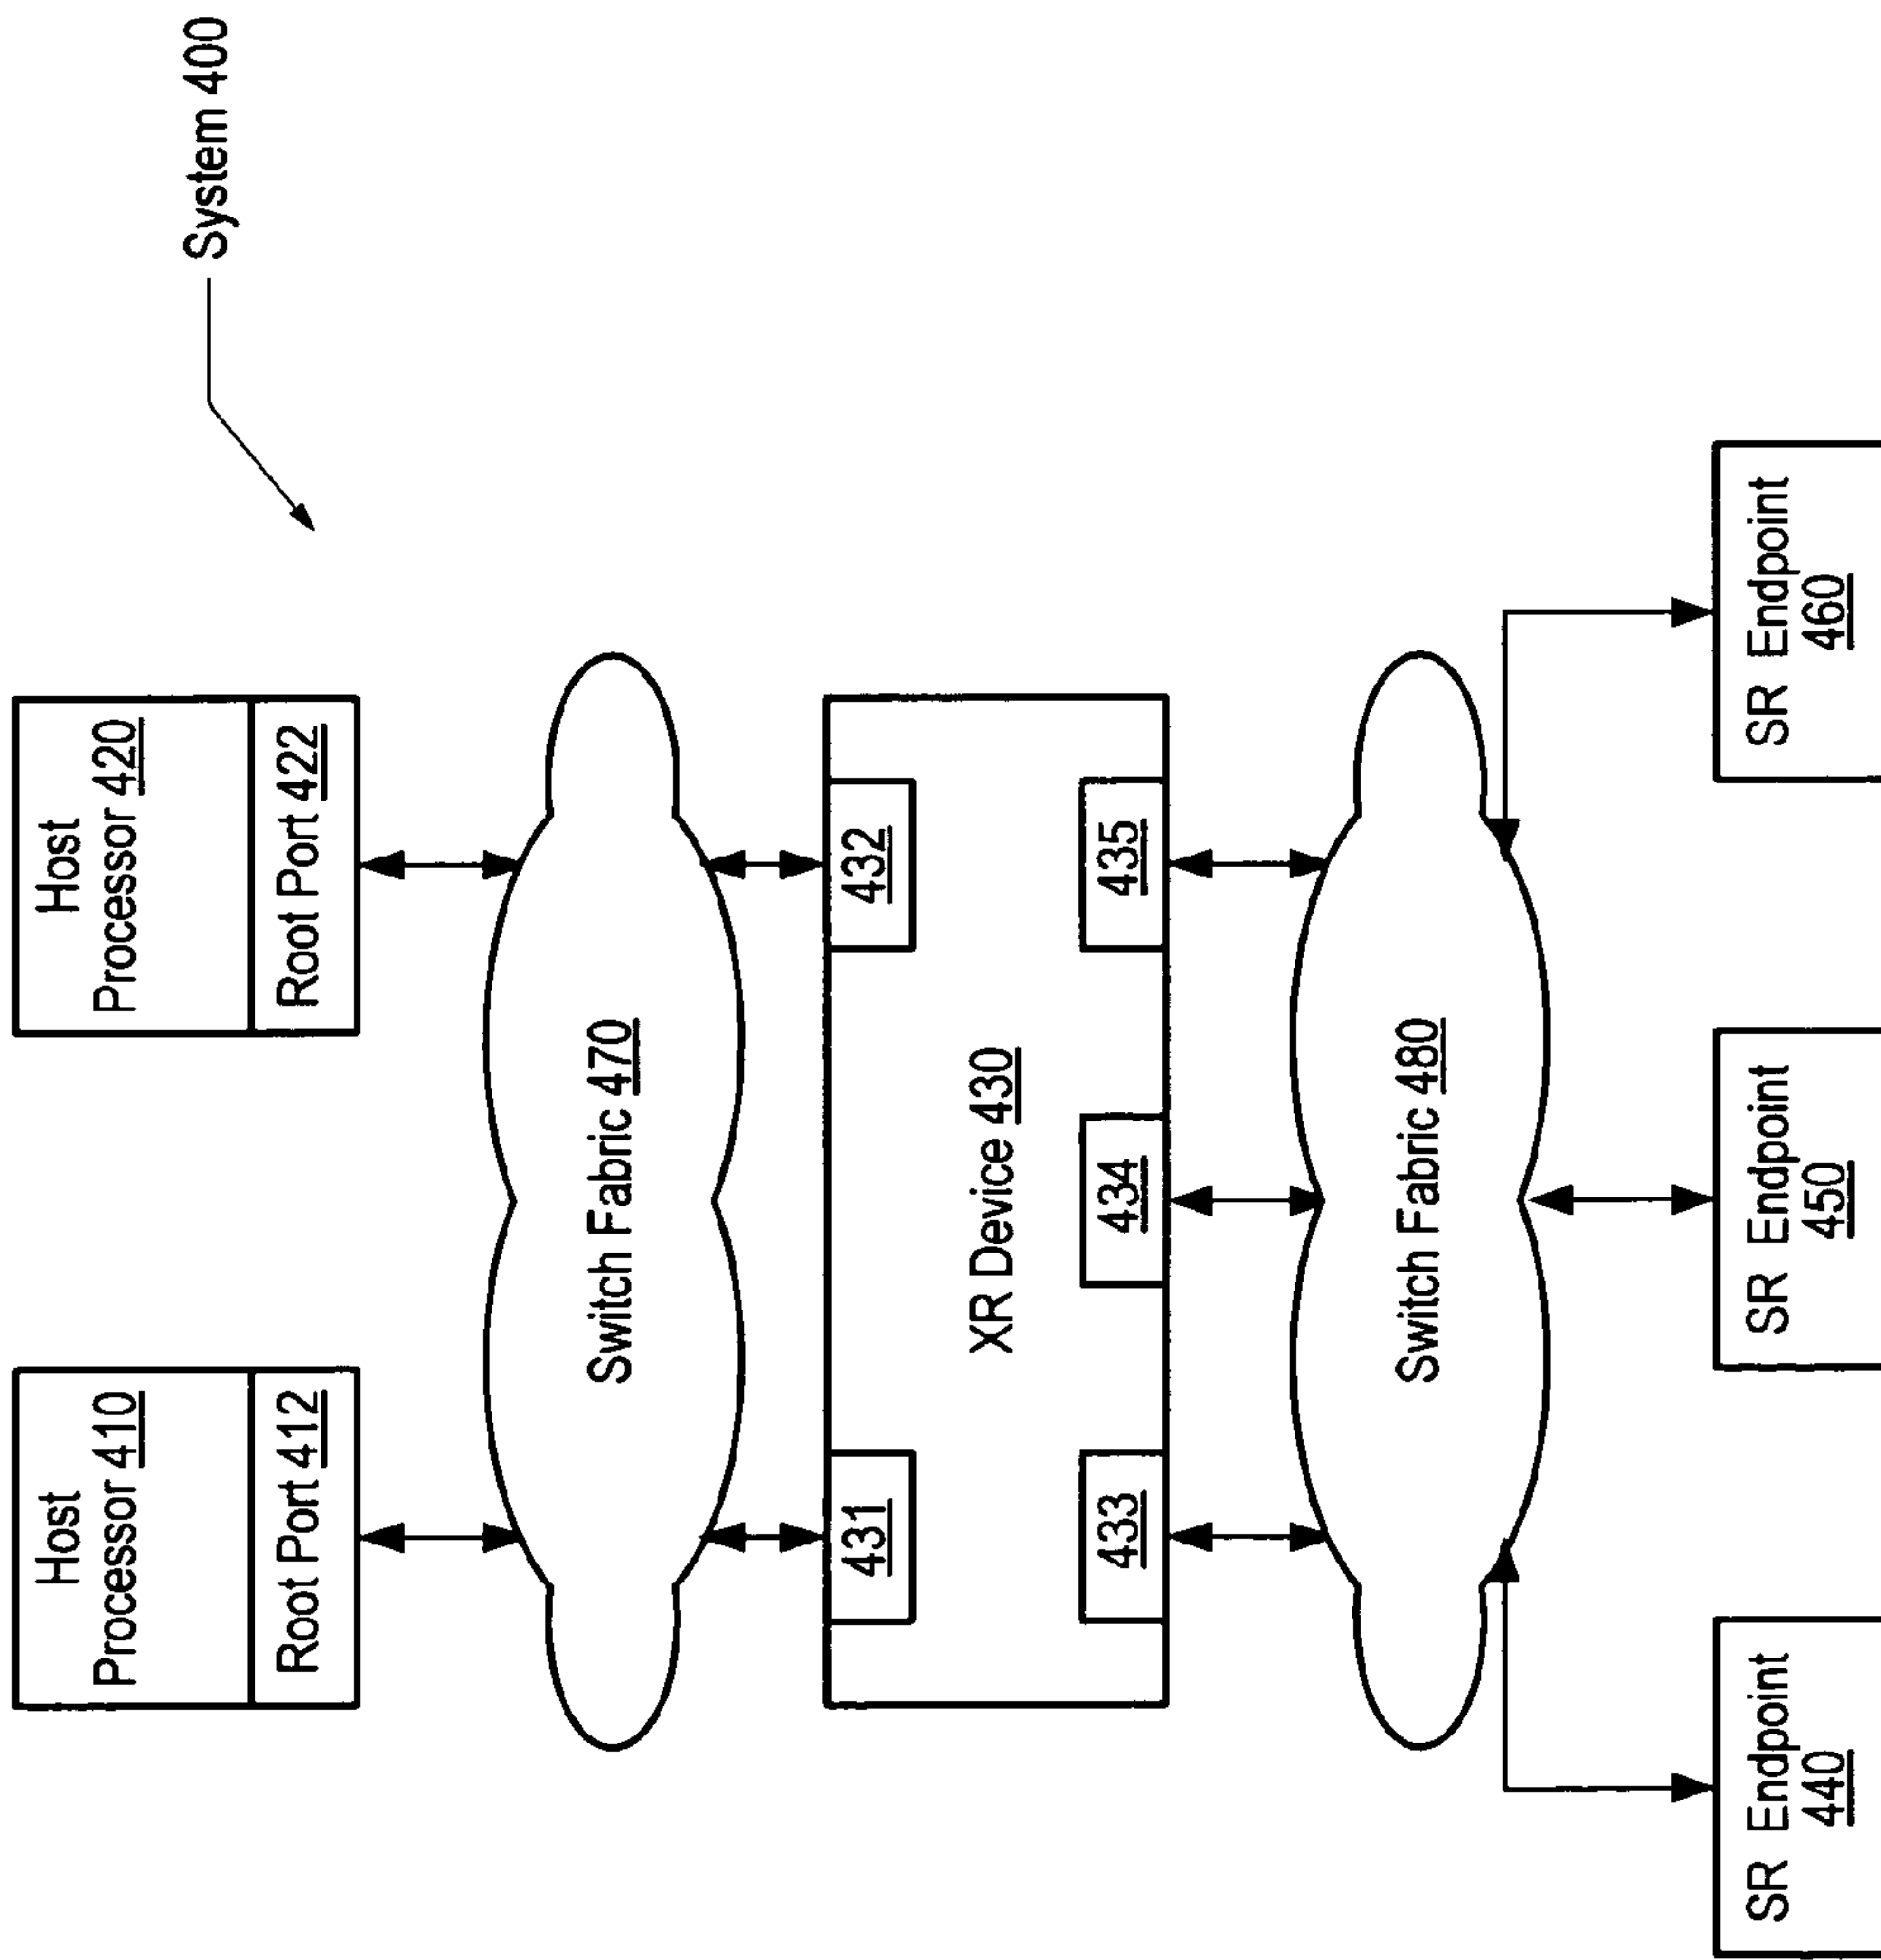 Host
Processor 410
Root Port 412
Host
Processor 420
Root Port 422
System 400
Switch Fabric 470
431
432
XR Device 430
433
434
435
Switch Fabric 480
SR Endpoint
440
SR Endpoint
450
SR Endpoint
460